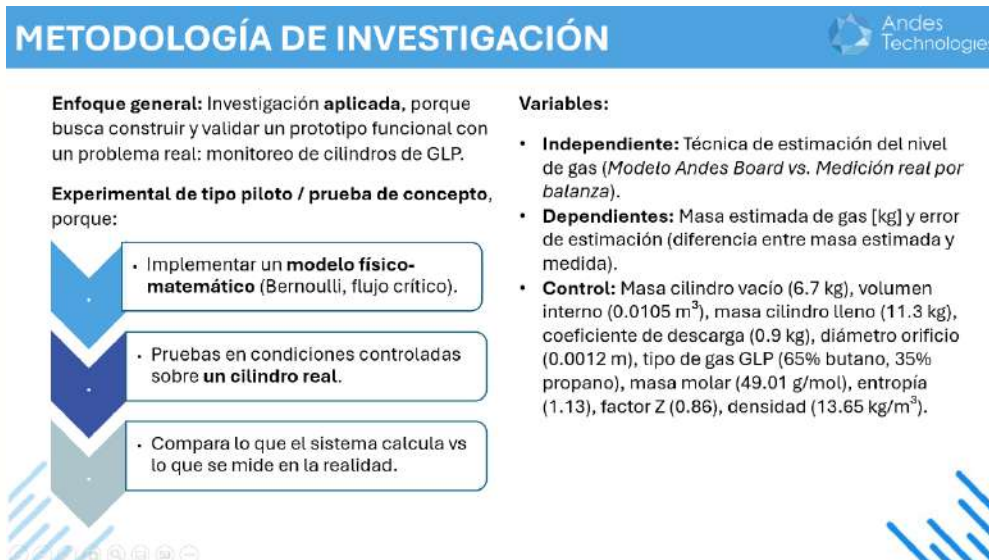 METODOLOGÍA DE INVESTIGACIÓN
Andes
Technologies
Enfoque general: Investigación aplicada, porque
busca construir y validar un prototipo funcional con
un problema real: monitoreo de cilindros de GLP.
Experimental de tipo piloto / prueba de concepto,
porque:
• Implementar un modelo físico-
matemático (Bernoulli, flujo crítico).
• Pruebas en condiciones controladas
sobre un cilindro real.
• Compara lo que el sistema calcula vs
lo que se mide en la realidad.
Variables:
• Independiente: Técnica de estimación del nivel
de gas (Modelo Andes Board vs. Medición real por
balanza).
• Dependientes: Masa estimada de gas [kg] y error
de estimación (diferencia entre masa estimada y
medida).
• Control: Masa cilindro vacío (6.7 kg), volumen
interno (0.0105 m³), masa cilindro lleno (11.3 kg),
coeficiente de descarga (0.9 kg), diámetro orificio
(0.0012 m), tipo de gas GLP (65% butano, 35%
propano), masa molar (49.01 g/mol), entropía
(1.13), factor Z (0.86), densidad (13.65 kg/m³).